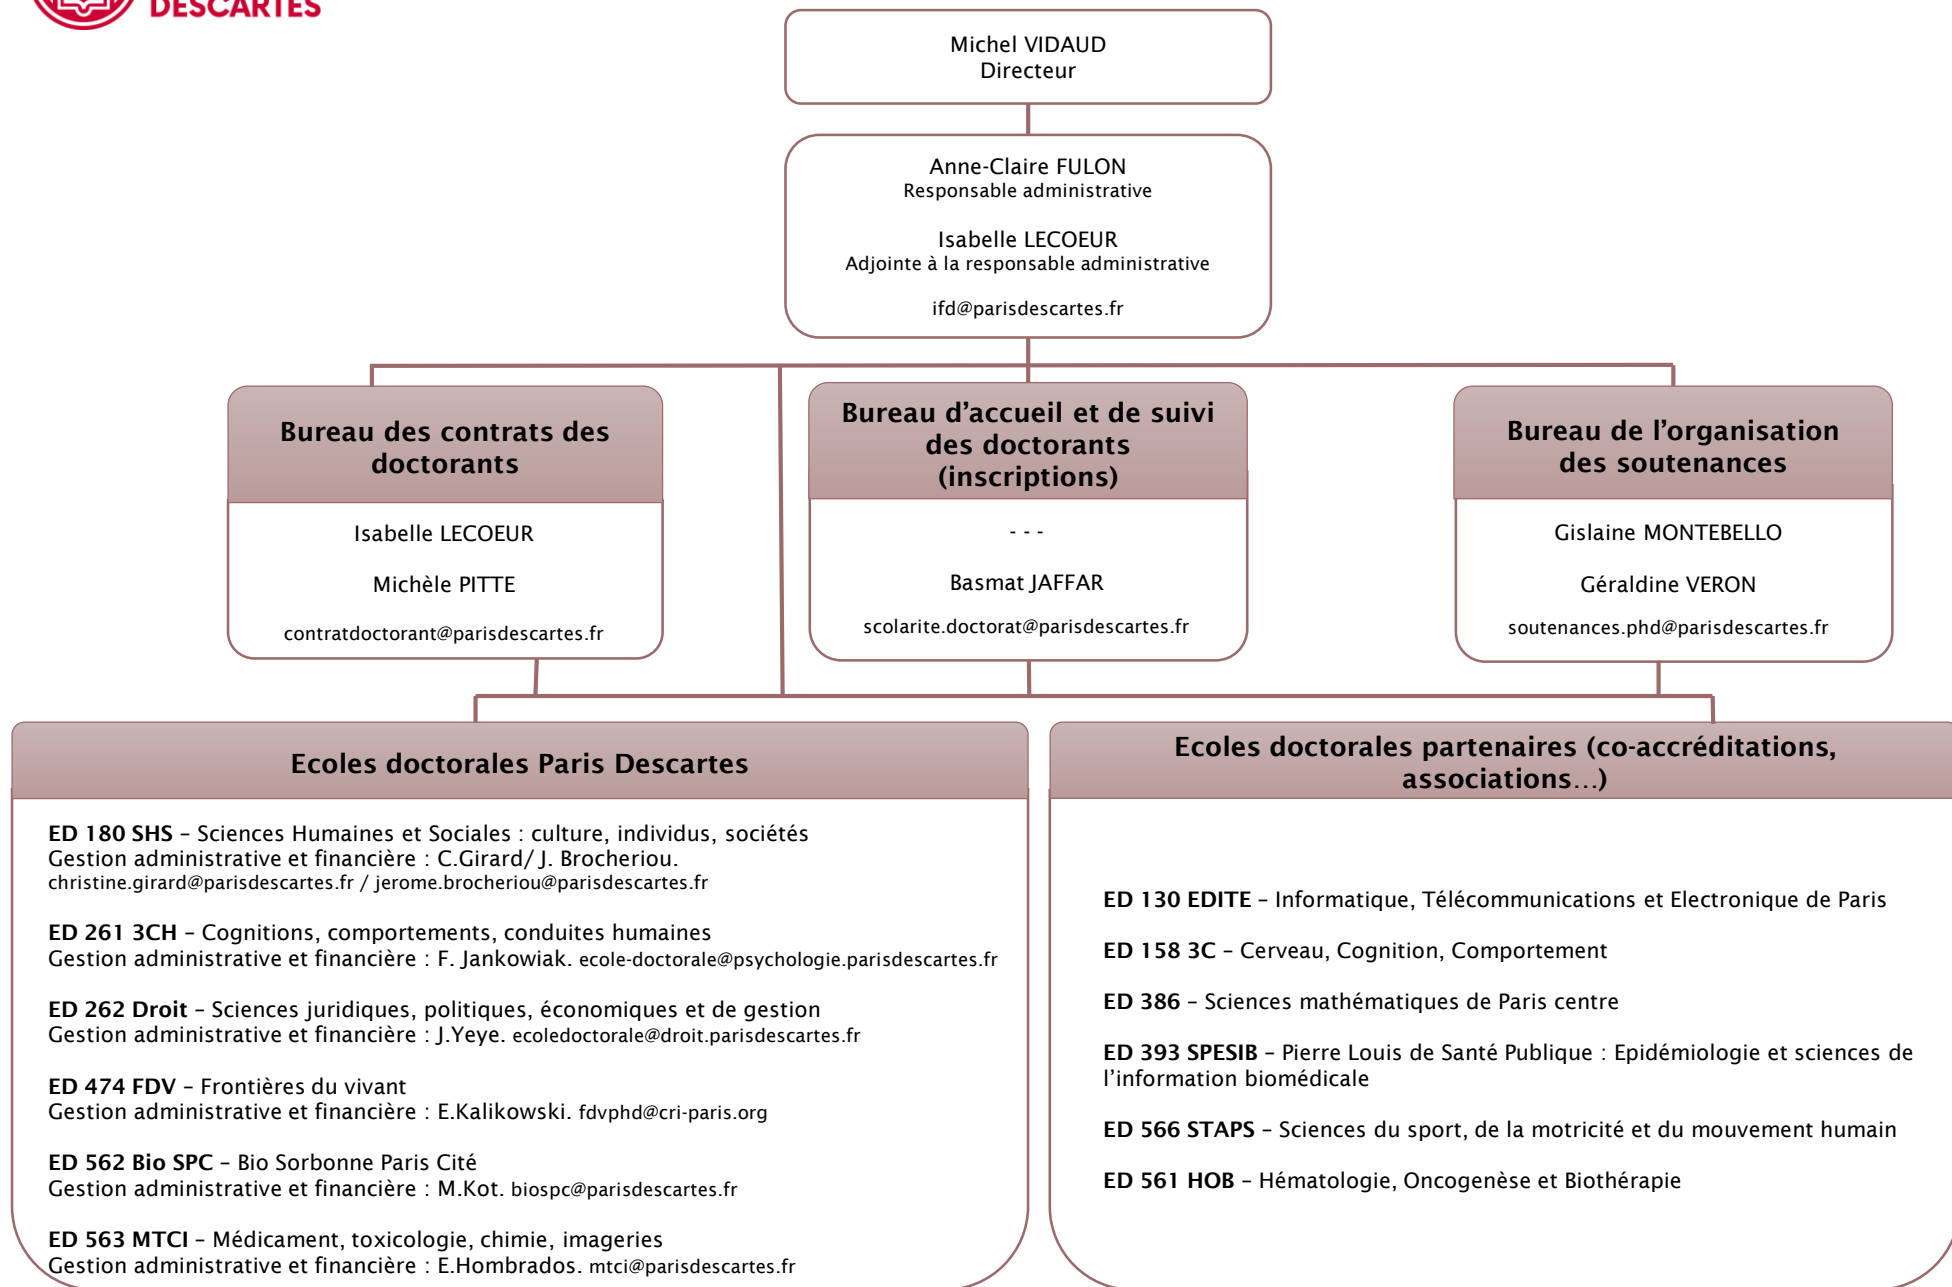 DESCARTES
Michel VIDAUD
Directeur
Anne-Claire FULON
Responsable administrative
Isabelle LECOEUR
Adjointe à la responsable administrative
ifd@parisdescartes.fr
Bureau des contrats des
doctorants
Isabelle LECOEUR
Michèle PITTE
contratdoctorant@parisdescartes.fr
Bureau d’accueil et de suivi
des doctorants
(inscriptions)
- - -
Basmat JAFFAR
scolarite.doctorat@parisdescartes.fr
Bureau de l’organisation
des soutenances
Gislaine MONTEBELLO
Géraldine VERON
soutenances.phd@parisdescartes.fr
Ecoles doctorales Paris Descartes
ED 180 SHS – Sciences Humaines et Sociales : culture, individus, sociétés
Gestion administrative et financière : C.Girard/ J. Brocheriou.
christine.girard@parisdescartes.fr / jerome.brocheriou@parisdescartes.fr
ED 261 3CH – Cognitions, comportements, conduites humaines
Gestion administrative et financière : F. Jankowiak. ecole-doctorale@psychologie.parisdescartes.fr
ED 262 Droit – Sciences juridiques, politiques, économiques et de gestion
Gestion administrative et financière : J.Yeye. ecoledoctorale@droit.parisdescartes.fr
ED 474 FDV – Frontières du vivant
Gestion administrative et financière : E.Kalikowski. fdvphd@cri-paris.org
ED 562 Bio SPC – Bio Sorbonne Paris Cité
Gestion administrative et financière : M.Kot. biospc@parisdescartes.fr
ED 563 MTCI – Médicament, toxicologie, chimie, imageries
Gestion administrative et financière : E.Hombrados. mtci@parisdescartes.fr
Ecoles doctorales partenaires (co-accréditations,
associations…)
ED 130 EDITE – Informatique, Télécommunications et Electronique de Paris
ED 158 3C – Cerveau, Cognition, Comportement
ED 386 – Sciences mathématiques de Paris centre
ED 393 SPESIB – Pierre Louis de Santé Publique : Epidémiologie et sciences de
l’information biomédicale
ED 566 STAPS – Sciences du sport, de la motricité et du mouvement humain
ED 561 HOB – Hématologie, Oncogenèse et Biothérapie